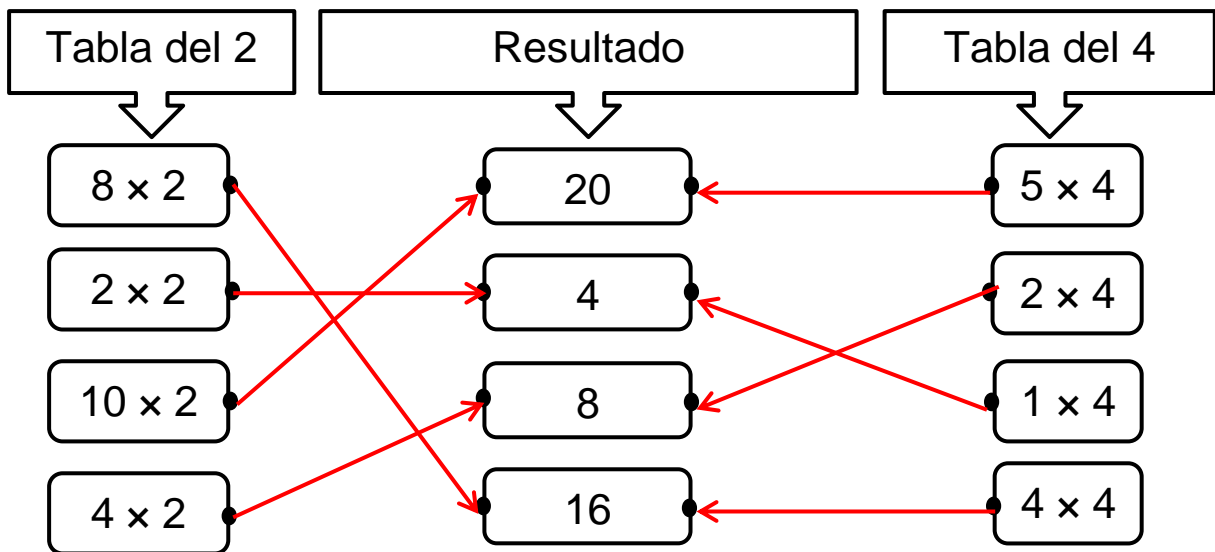 Tabla del 2 Resultado Tabla del 4
8 × 2 20 5 × 4
2 × 2 4 2 × 4
10 × 2 8 1 × 4
4 × 2 16 4 × 4